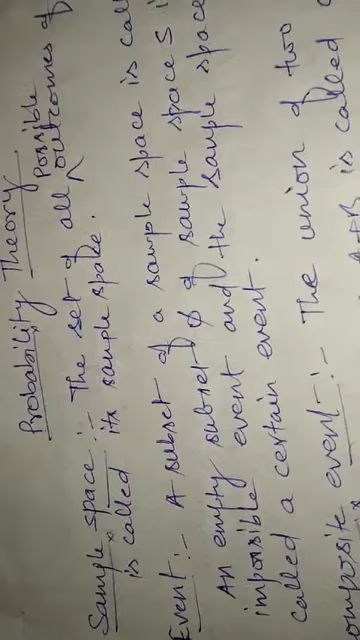 Probability Theory
Sample space :- The set of all possible outcomes of
is called its sample space.
Event :- A subset of a sample space is
An empty subset ϕ of sample space S
impossible event and the sample space
called a certain event.
event :- The union of two
A+B is called